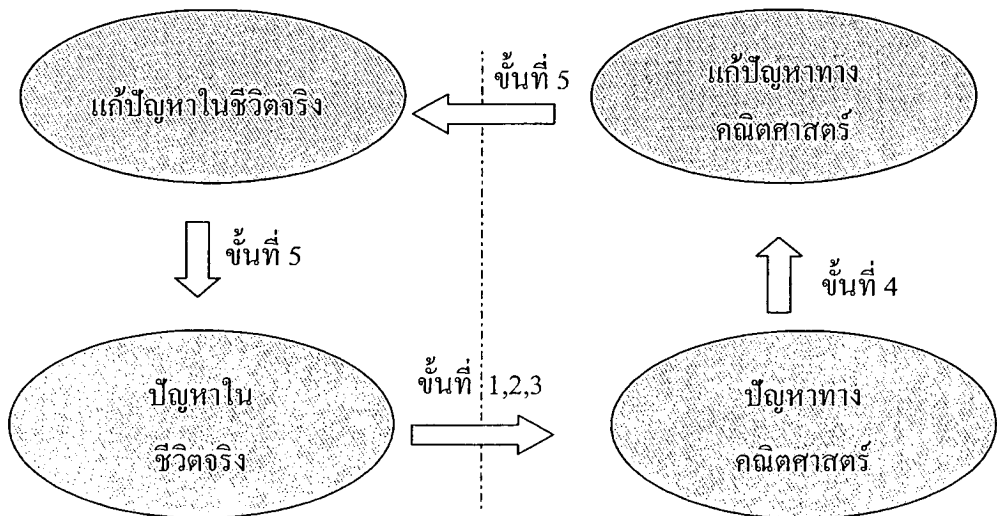 แก้ปัญหาในชีวิตจริง
ขั้นที่ 5
แก้ปัญหาทาง
คณิตศาสตร์
ขั้นที่ 5
ขั้นที่ 4
ปัญหาใน
ชีวิตจริง
ขั้นที่ 1,2,3
ปัญหาทาง
คณิตศาสตร์